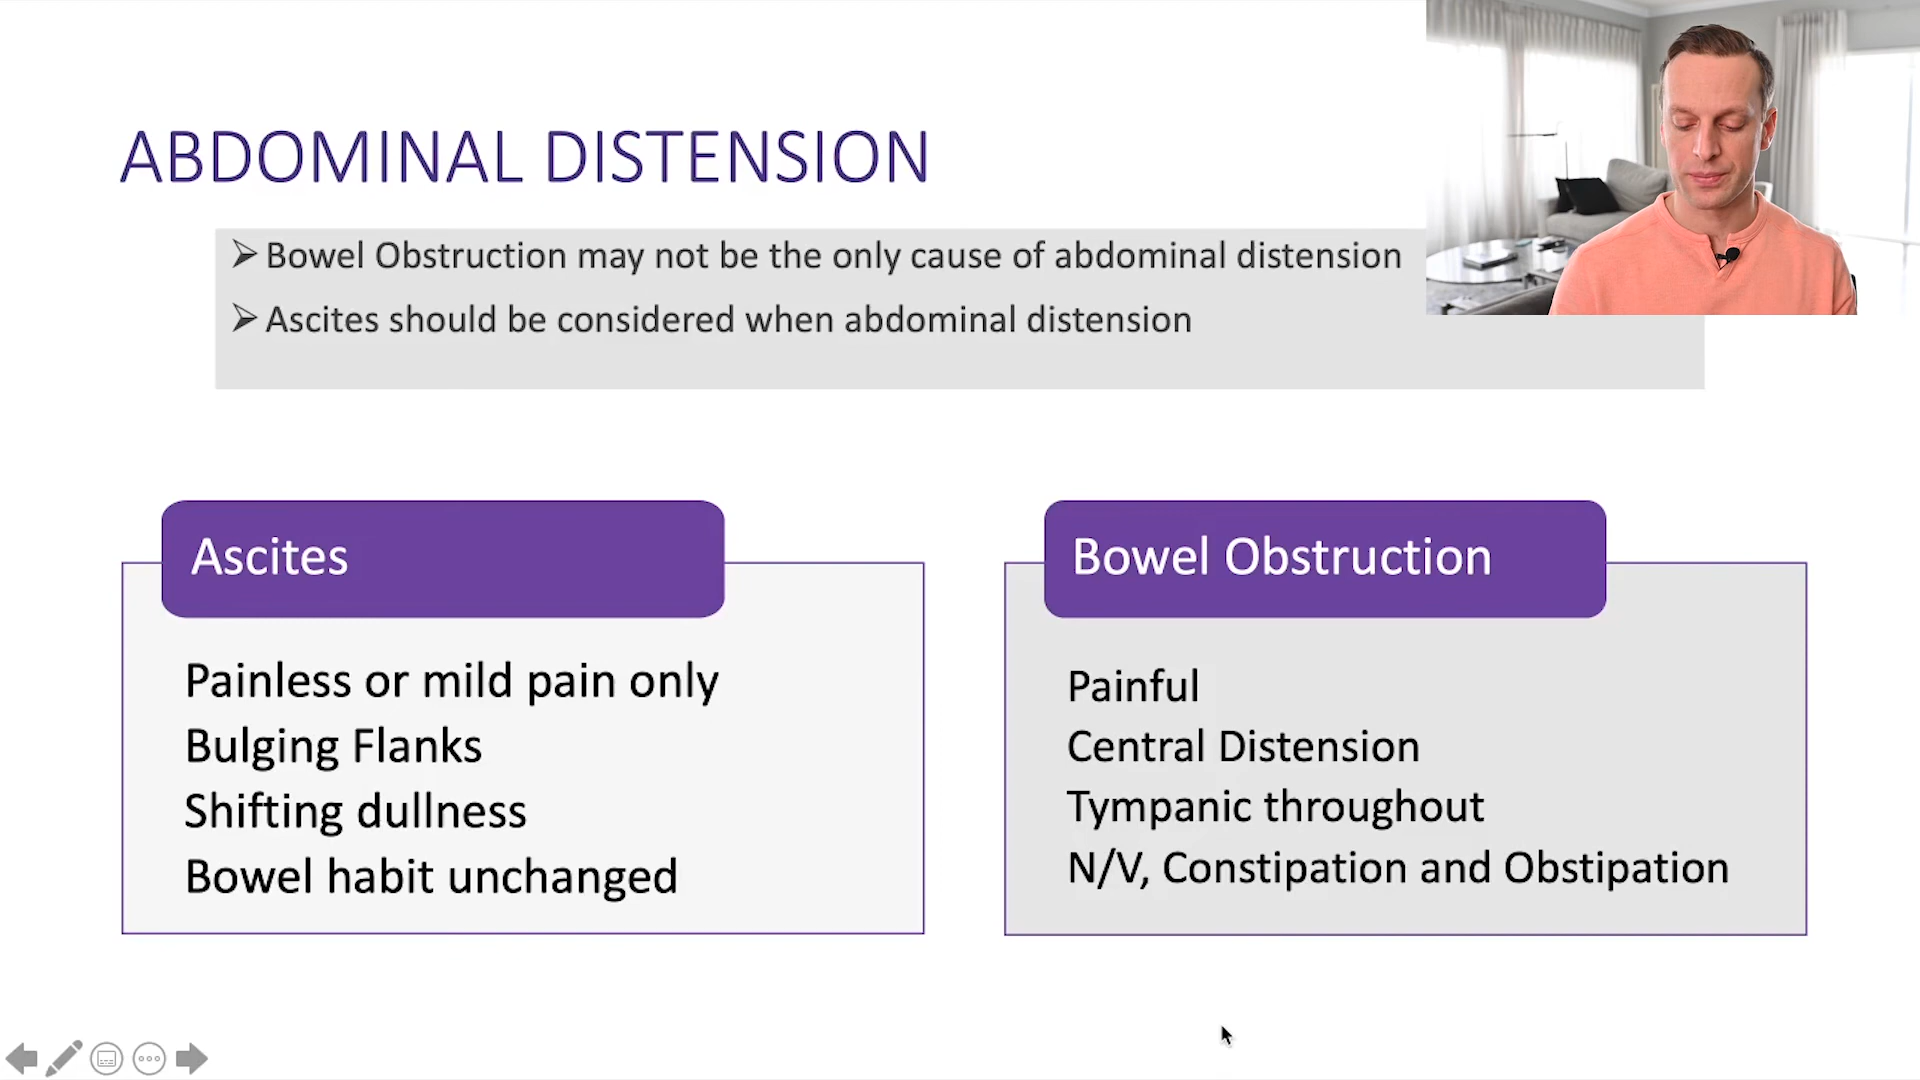 ABDOMINAL DISTENSION
Bowel Obstruction may not be the only cause of abdominal distension
Ascites should be considered when abdominal distension
Ascites
Painless or mild pain only
Bulging Flanks
Shifting dullness
Bowel habit unchanged
Bowel Obstruction
Painful
Central Distension
Tympanic throughout
N/V, Constipation and Obstipation